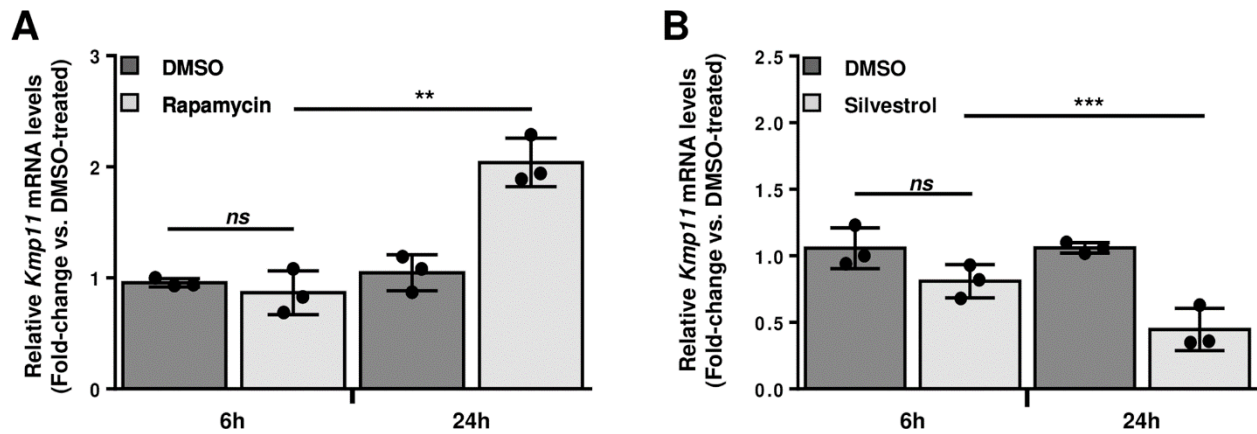 A
Relative Kmp11 mRNA levels
(Fold-change vs. DMSO-treated)
3
2
1
0
DMSO
Rapamycin
**
ns
6h
24h
B
Relative Kmp11 mRNA levels
(Fold-change vs. DMSO-treated)
2.5
2.0
1.5
1.0
0.5
0.0
DMSO
Silvestrol
***
ns
6h
24h